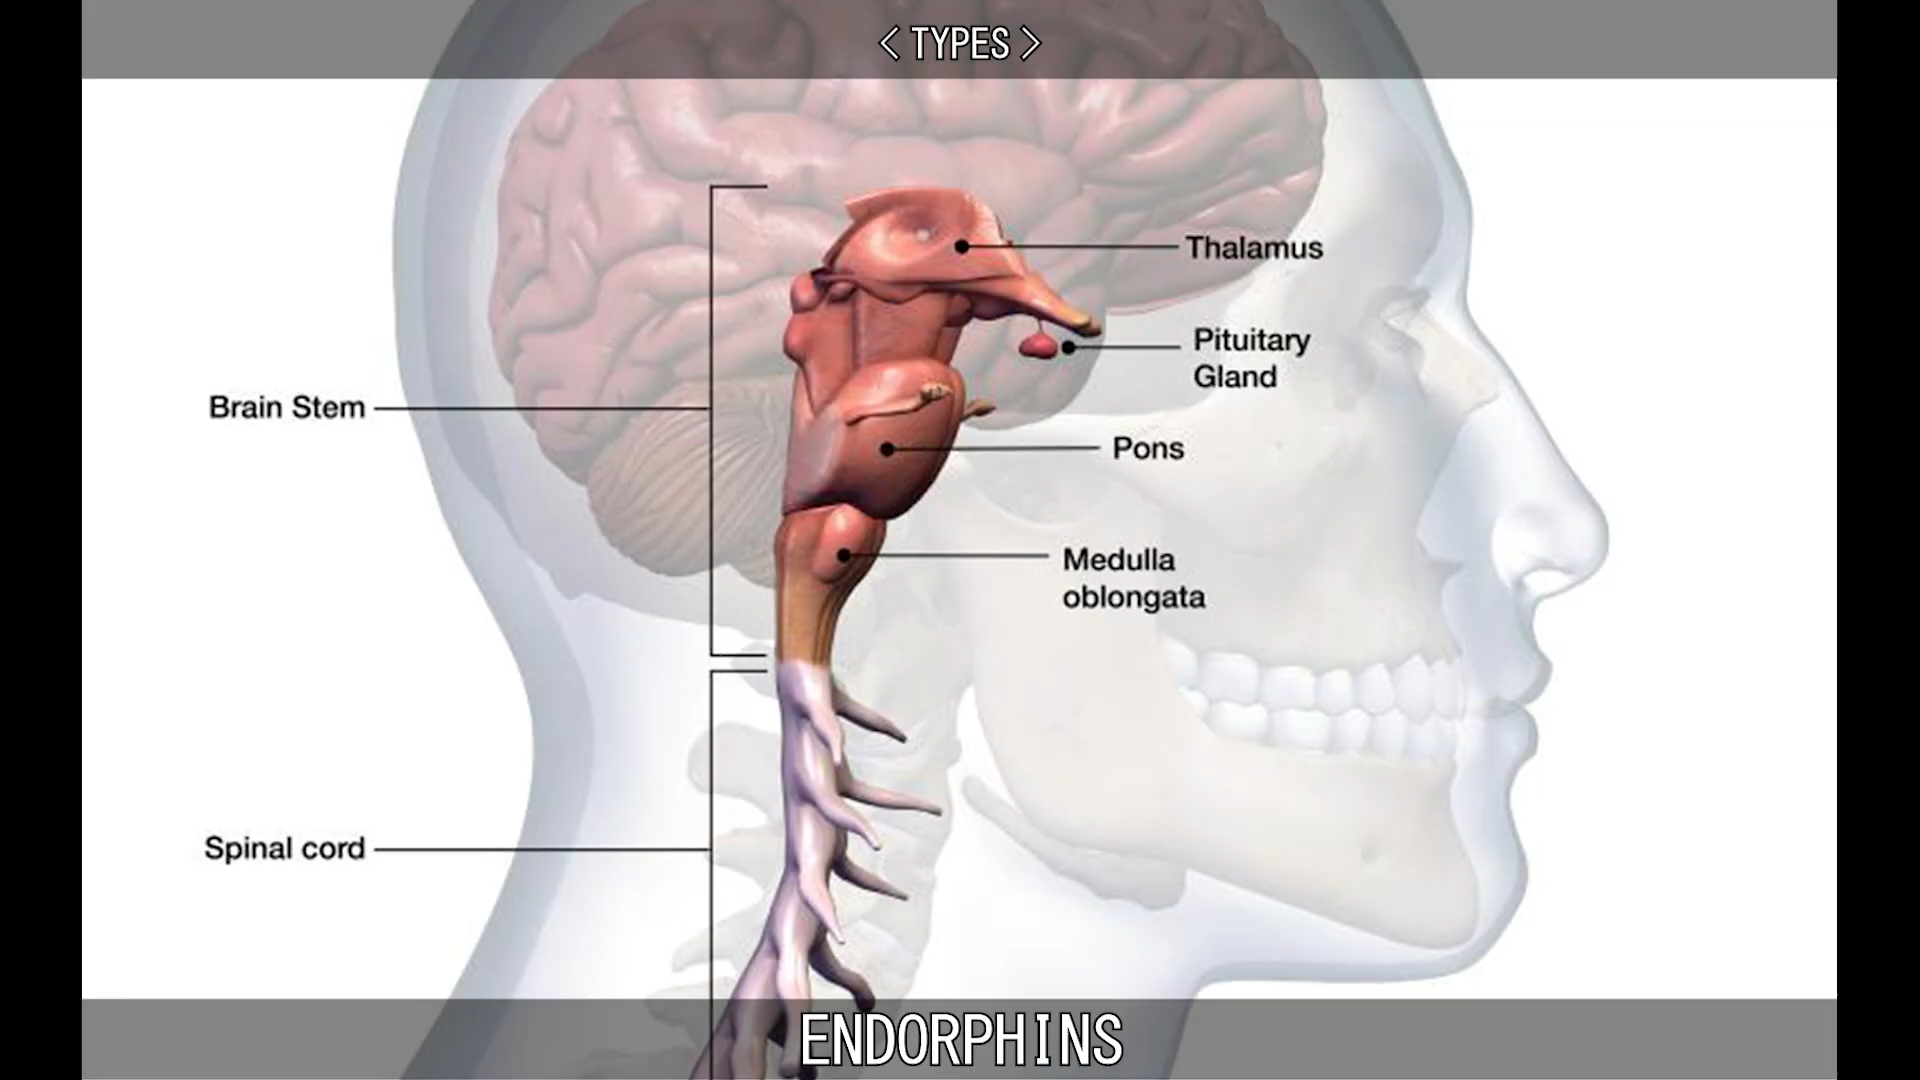 < TYPES >
Thalamus
Pituitary
Gland
Brain Stem
Pons
Medulla
oblongata
Spinal cord
ENDORPHINS